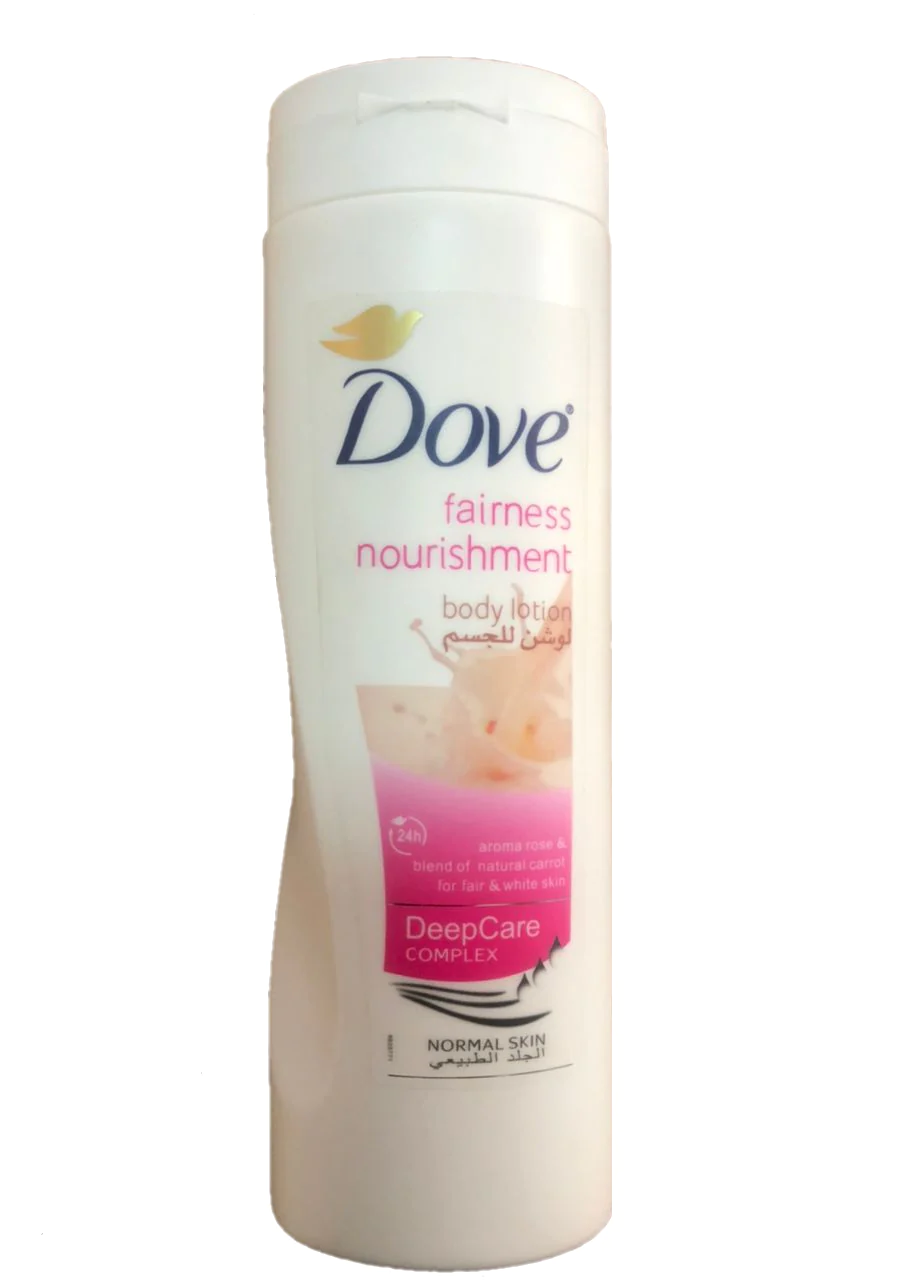 Dove®
fairness
nourishment
body lotion
لوشن للجسم
24h
aroma rose &
blend of natural carrot
for fair & white skin
DeepCare
COMPLEX
NORMAL SKIN
الجلد الطبيعي